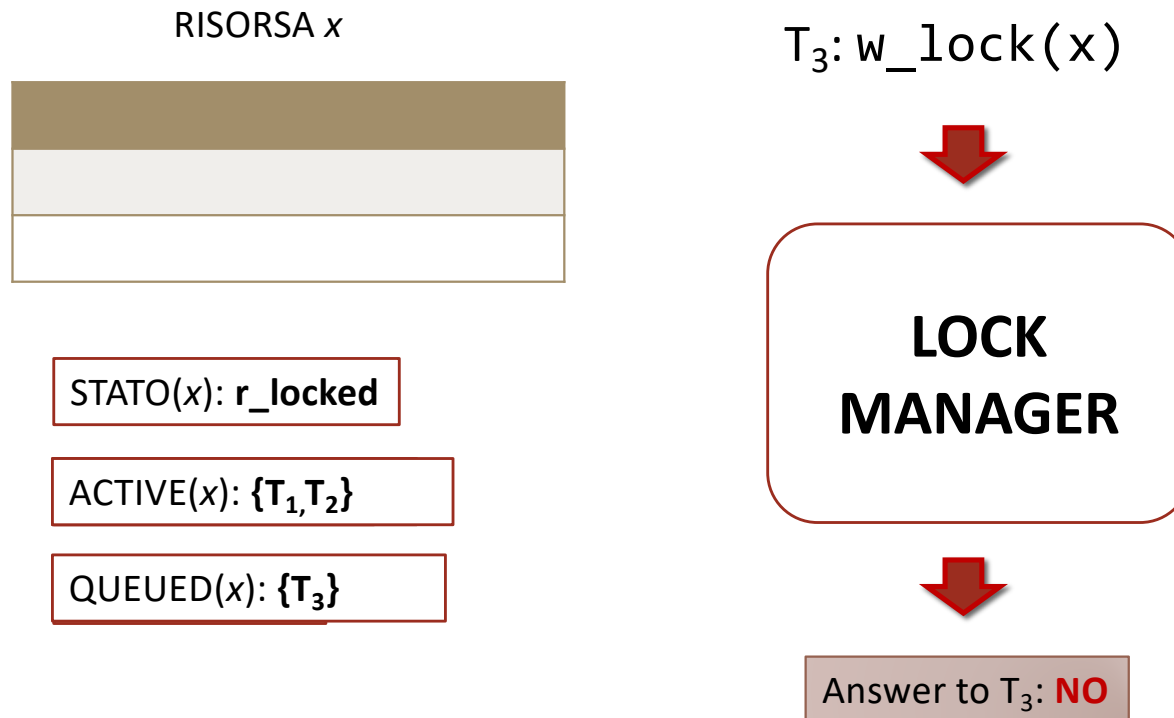 RISORSA x
T₃: w_lock(x)
LOCK
MANAGER
STATO(x): r_locked
ACTIVE(x): {T₁,T₂}
QUEUED(x): {T₃}
Answer to T₃: NO